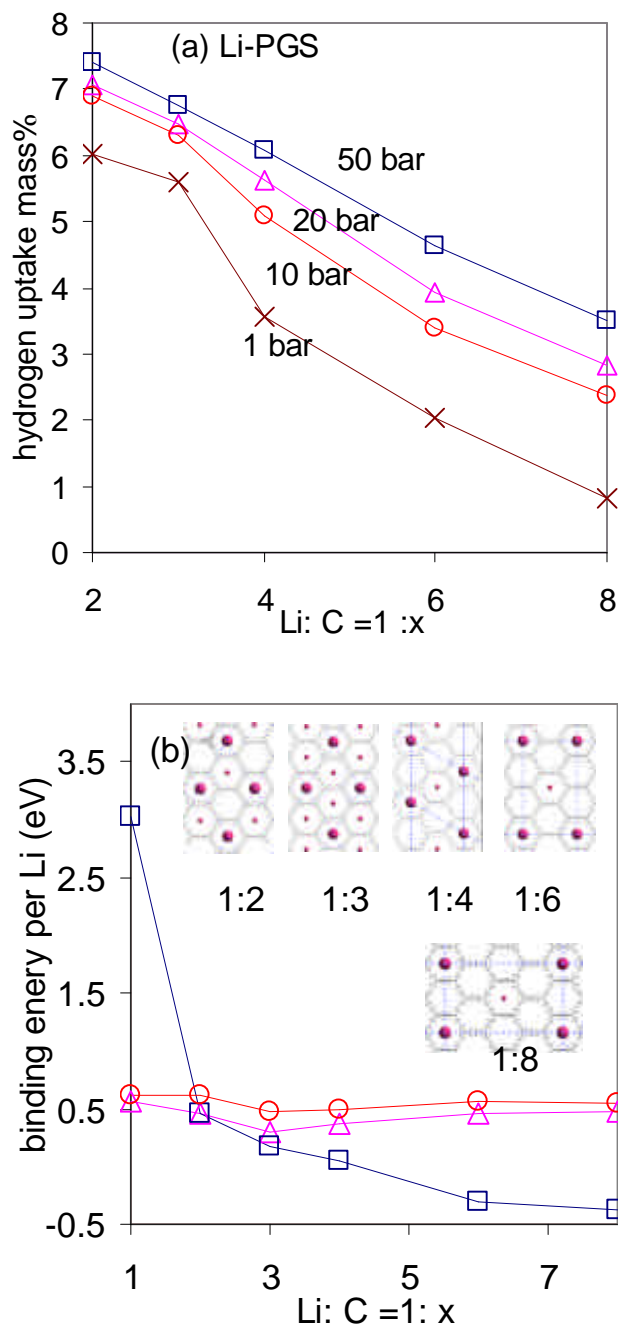 8
(a) Li-PGS
7
6
50 bar
5
20 bar
4
10 bar
3
1 bar
2
1
0
hydrogen uptake mass%
2
4
6
8
Li: C =1 :x
(b)
3.5
2.5
1:2
1:3
1:4
1:6
1.5
1:8
0.5
-0.5
binding enery per Li (eV)
1
3
5
7
Li: C =1: x